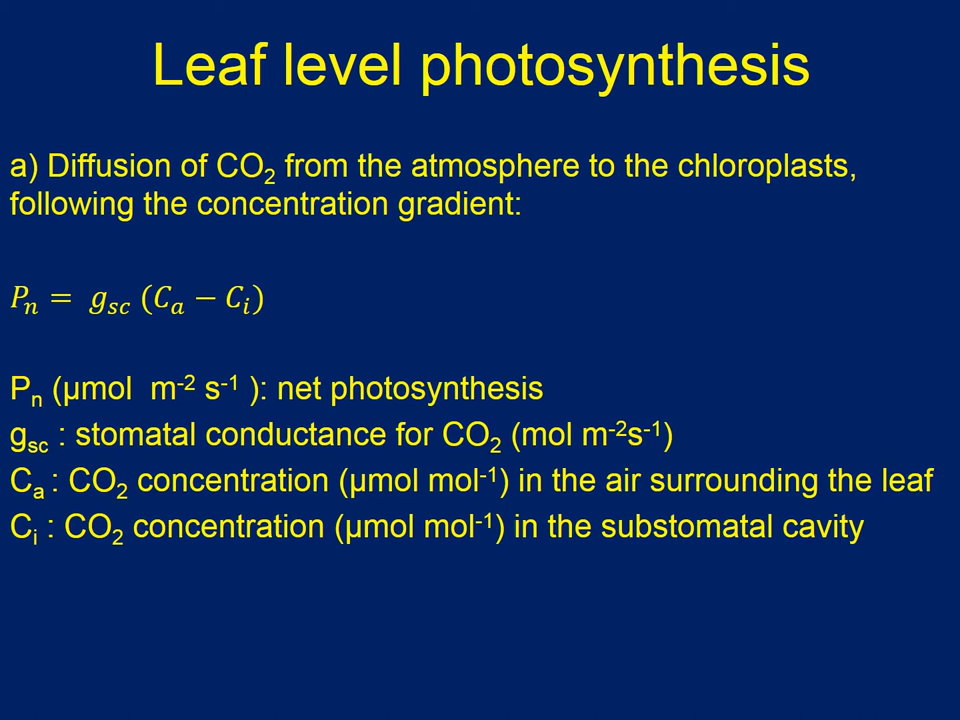 Leaf level photosynthesis
a) Diffusion of CO₂ from the atmosphere to the chloroplasts,
following the concentration gradient:
Pₙ = g_sc (Cₐ − Cᵢ)
Pₙ (µmol m⁻² s⁻¹ ): net photosynthesis
g_sc : stomatal conductance for CO₂ (mol m⁻²s⁻¹)
Cₐ : CO₂ concentration (µmol mol⁻¹) in the air surrounding the leaf
Cᵢ : CO₂ concentration (µmol mol⁻¹) in the substomatal cavity